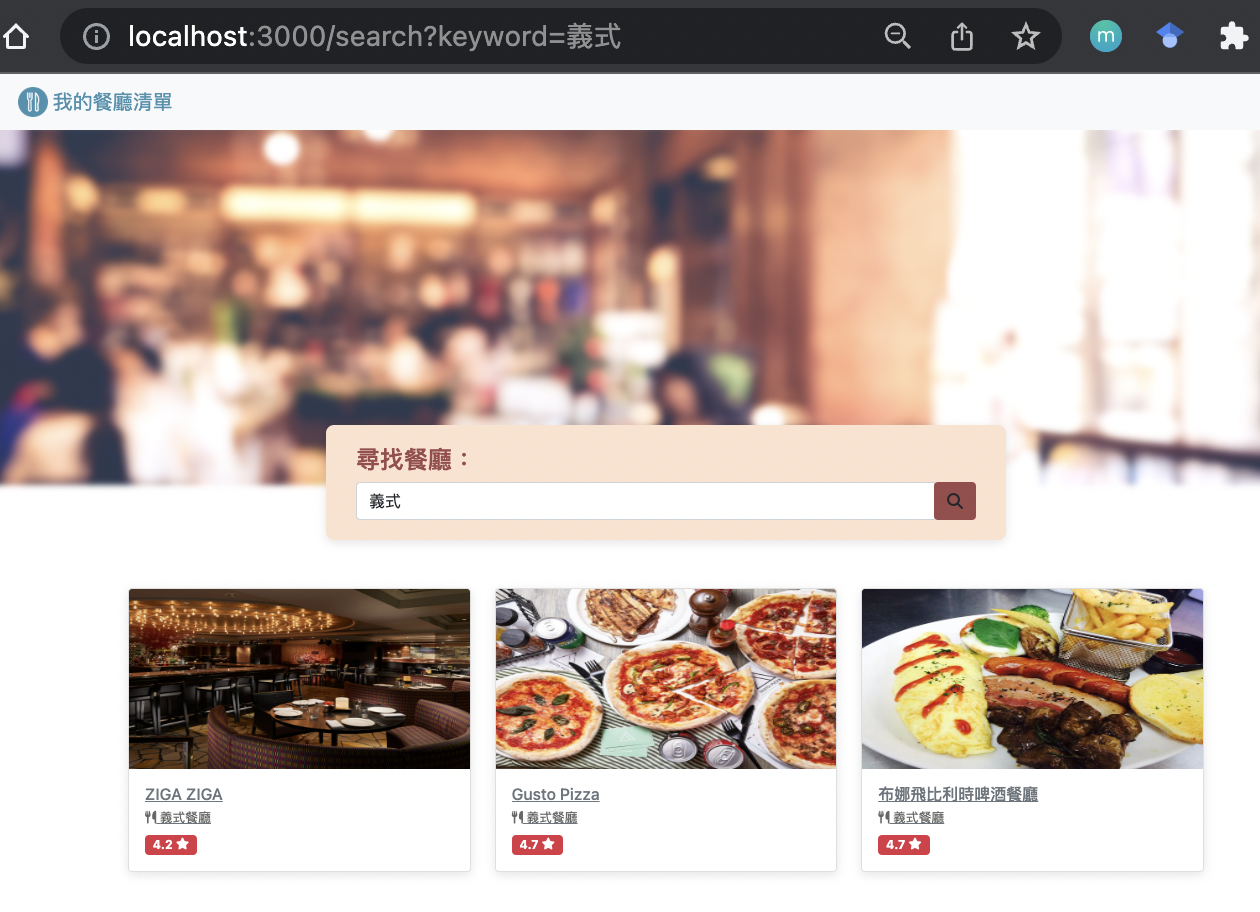 localhost:3000/search?keyword=義式
m
我的餐廳清單
尋找餐廳：
義式
ZIGA ZIGA
義式餐廳
4.2
Gusto Pizza
義式餐廳
4.7
布娜飛比利時啤酒餐廳
義式餐廳
4.7